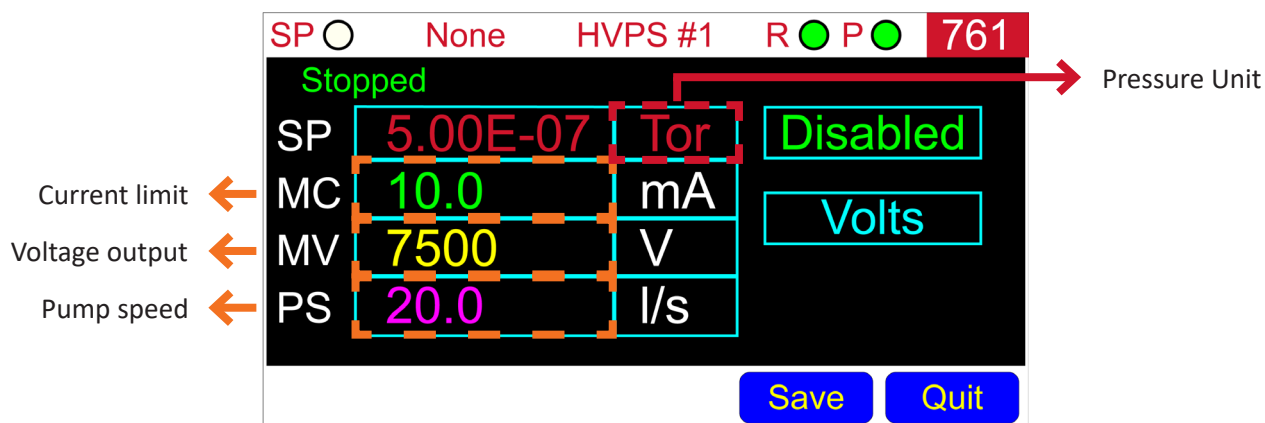 SP None HVPS #1 R P 761
Stopped
Pressure Unit
SP 5.00E-07 Tor Disabled
Current limit MC 10.0 mA
Volts
Voltage output MV 7500 V
Pump speed PS 20.0 l/s
Save Quit